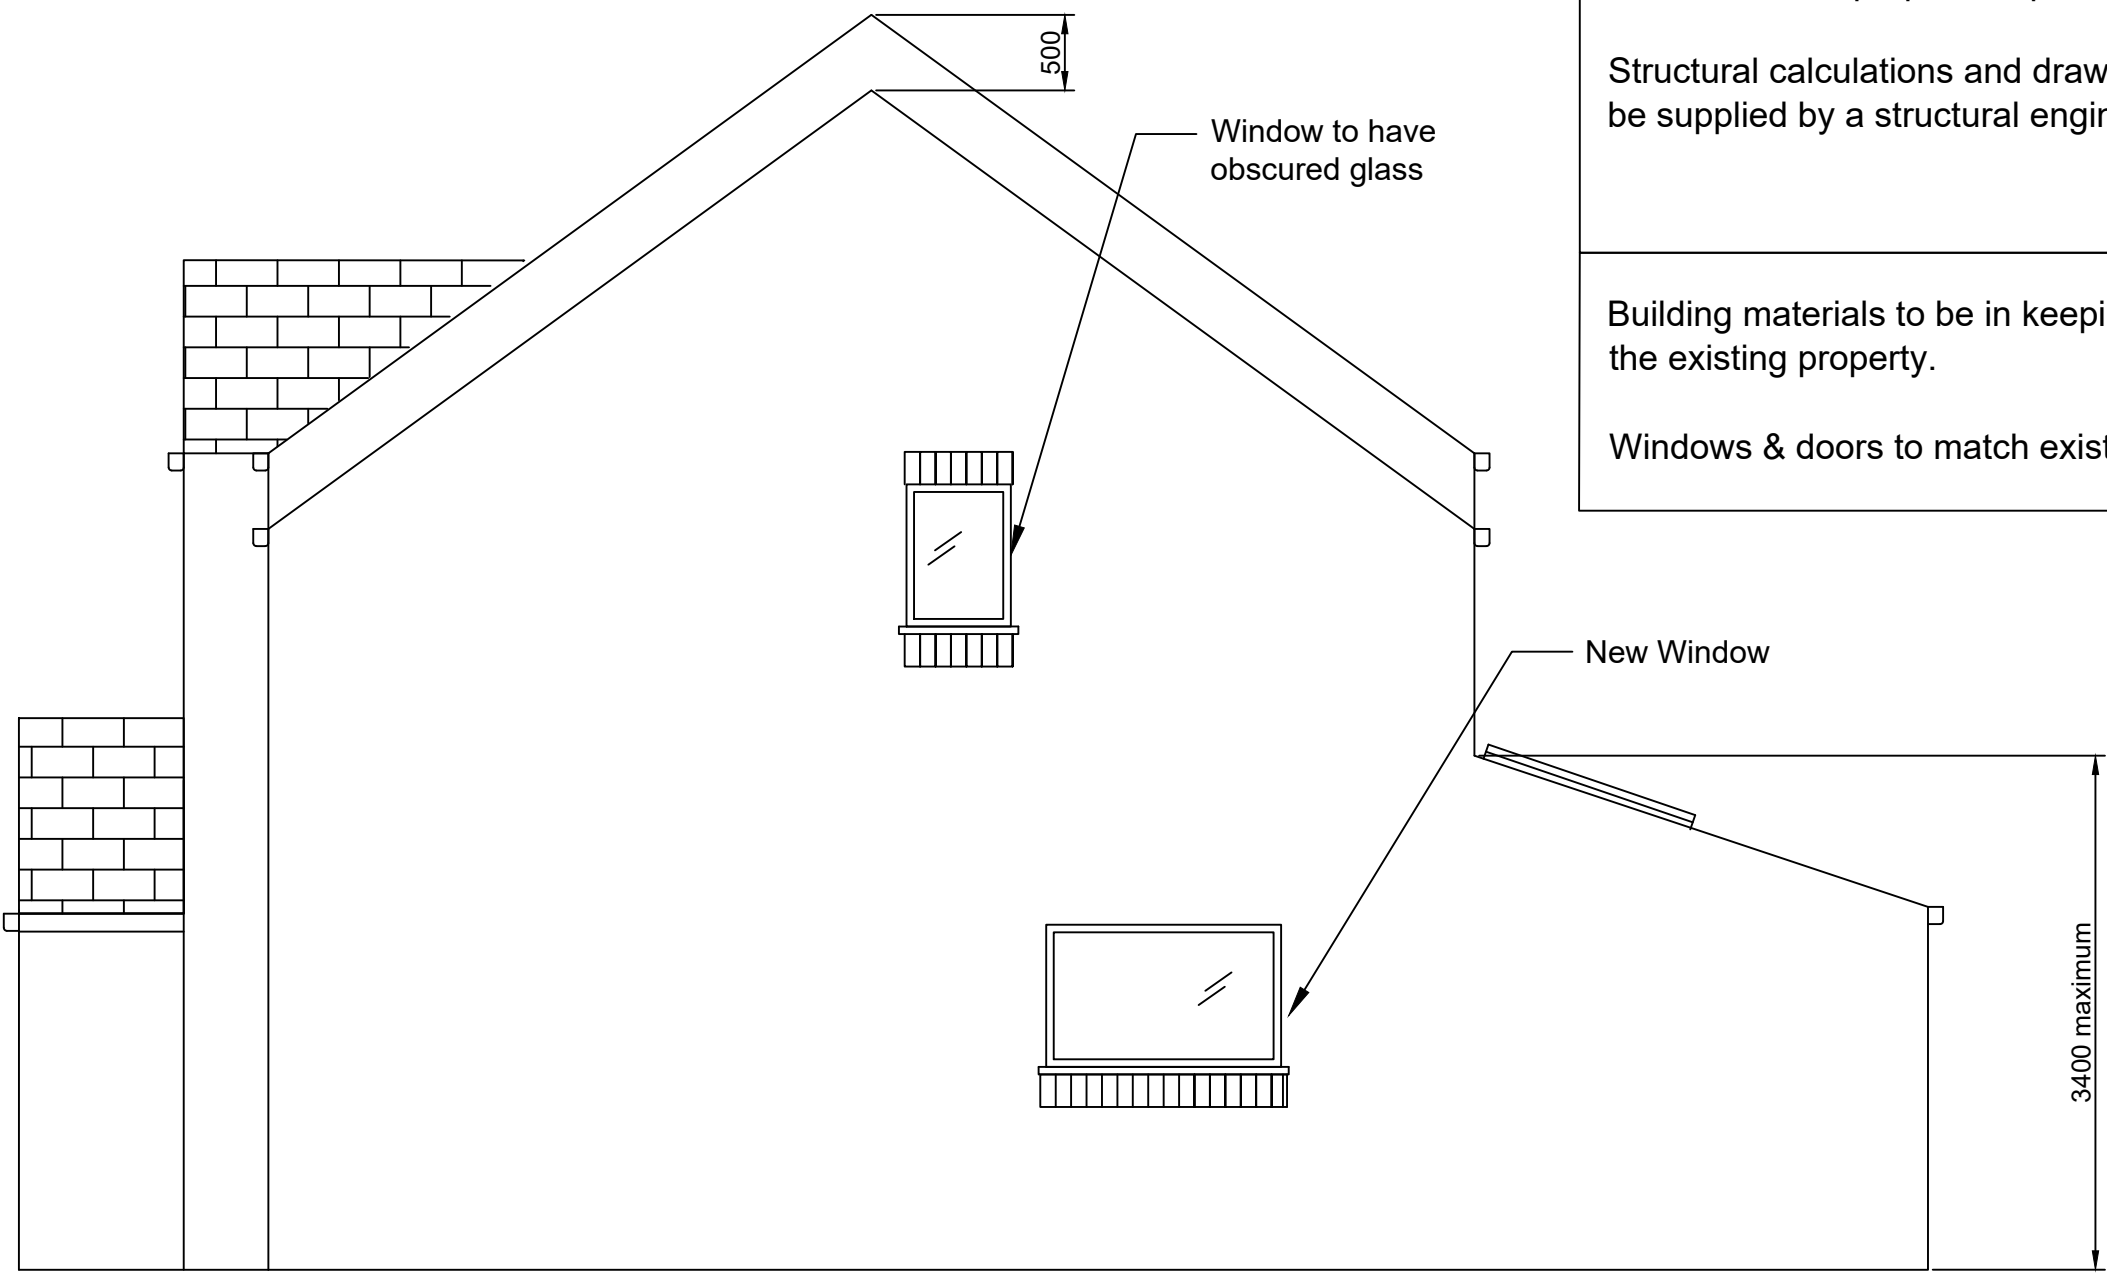 500
Window to have
obscured glass
Structural calculations and draw
be supplied by a structural engin
Building materials to be in keepi
the existing property.
Windows & doors to match exist
New Window
3400 maximum